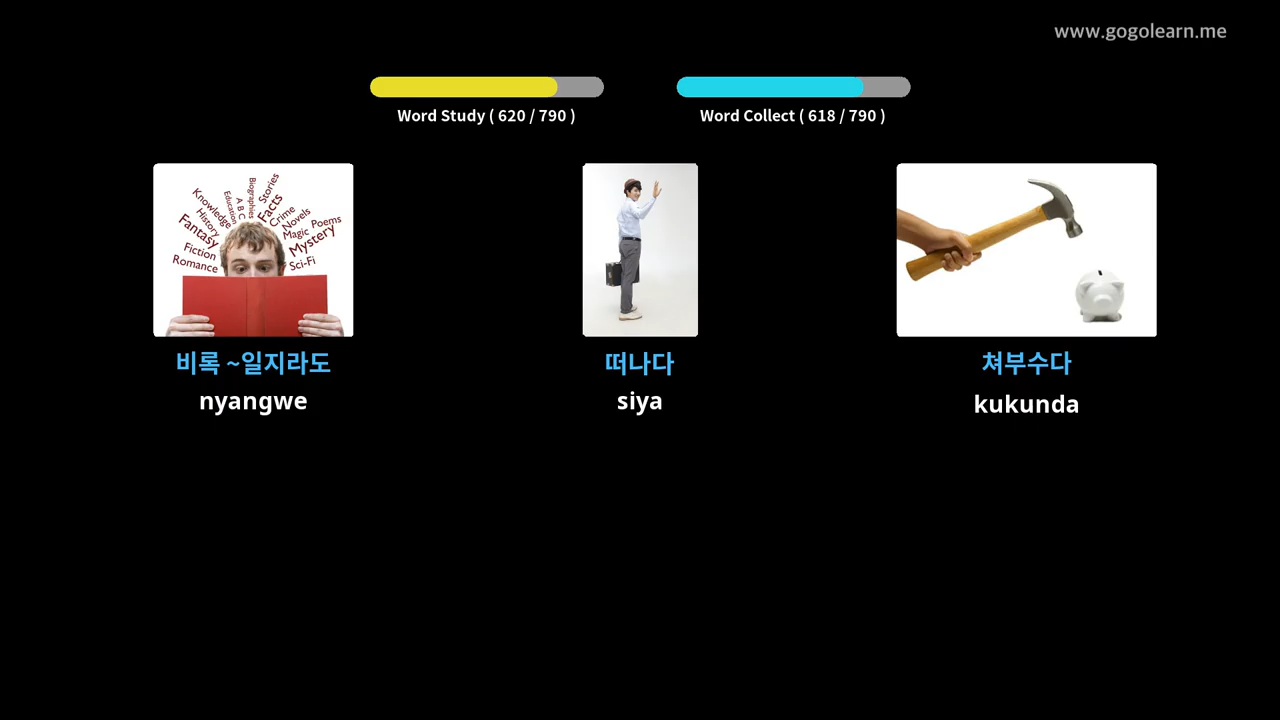 www.gogolearn.me
Word Study ( 620 / 790 )
Word Collect ( 618 / 790 )
Knowledge
Education
A B C
Biographies
Stories
Facts
Crime
Novels
History
Fantasy
Magic
Poems
Mystery
Fiction
Romance
Sci-Fi
비록 ~일지라도
떠나다
쳐부수다
nyangwe
siya
kukunda